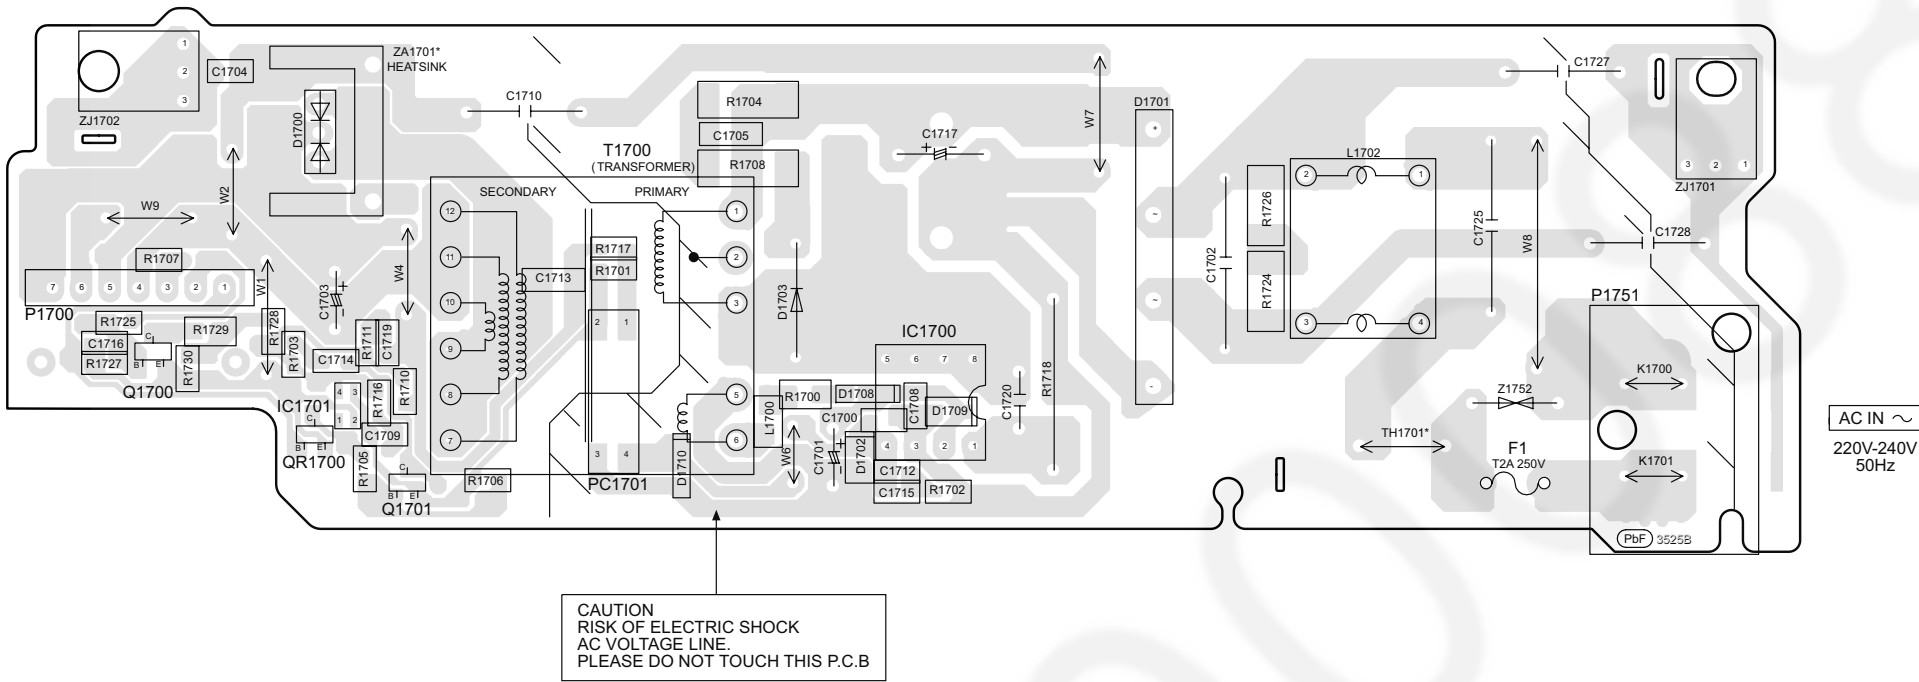 ZJ1702
1
2
3
C1704
ZA1701*
HEATSINK
D1700
C1710
R1704
C1705
R1708
T1700
(TRANSFORMER)
SECONDARY
PRIMARY
12
11
10
9
8
7
1
2
3
5
6
W2
W9
R1707
7
6
5
4
3
2
1
P1700
W1
C1703
+
-
W4
C1713
R1717
R1701
R1725
C1716
R1727
C
B
E
Q1700
R1729
R1730
R1728
R1703
C1714
R1711
C1719
R1716
R1710
IC1701
4
3
1
2
C
B
E
QR1700
C1709
R1705
C
B
E
Q1701
R1706
2
1
3
4
PC1701
D1710
L1700
W6
R1700
C1701
+
-
D1703
D1708
C1700
D1702
C1708
D1709
IC1700
5
6
7
8
4
3
2
1
C1712
C1715
R1702
C1720
R1718
C1717
+
-
W7
D1701
+
~
~
-
C1702
R1726
R1724
L1702
2
1
3
4
C1725
W8
C1727
C1728
ZJ1701
3
2
1
TH1701*
Z1752
F1
T2A 250V
P1751
K1700
K1701
PbF
3525B
AC IN ~
220V-240V
50Hz
CAUTION
RISK OF ELECTRIC SHOCK
AC VOLTAGE LINE.
PLEASE DO NOT TOUCH THIS P.C.B